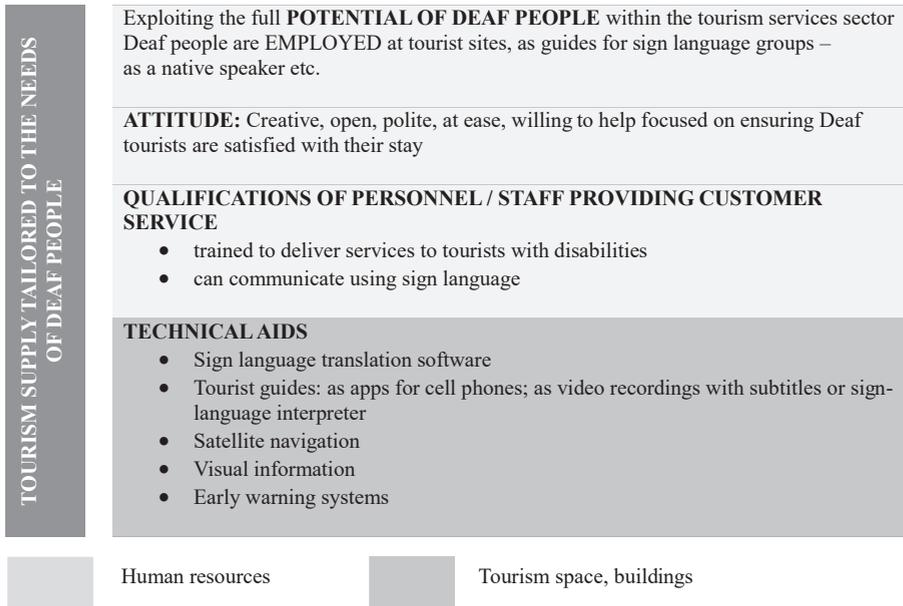 TOURISM SUPPLY TAILORED TO THE NEEDS
OF DEAF PEOPLE
Exploiting the full POTENTIAL OF DEAF PEOPLE within the tourism services sector
Deaf people are EMPLOYED at tourist sites, as guides for sign language groups –
as a native speaker etc.
ATTITUDE: Creative, open, polite, at ease, willing to help focused on ensuring Deaf
tourists are satisfied with their stay
QUALIFICATIONS OF PERSONNEL / STAFF PROVIDING CUSTOMER
SERVICE
• trained to deliver services to tourists with disabilities
• can communicate using sign language
TECHNICAL AIDS
• Sign language translation software
• Tourist guides: as apps for cell phones; as video recordings with subtitles or sign-
language interpreter
• Satellite navigation
• Visual information
• Early warning systems
Human resources
Tourism space, buildings